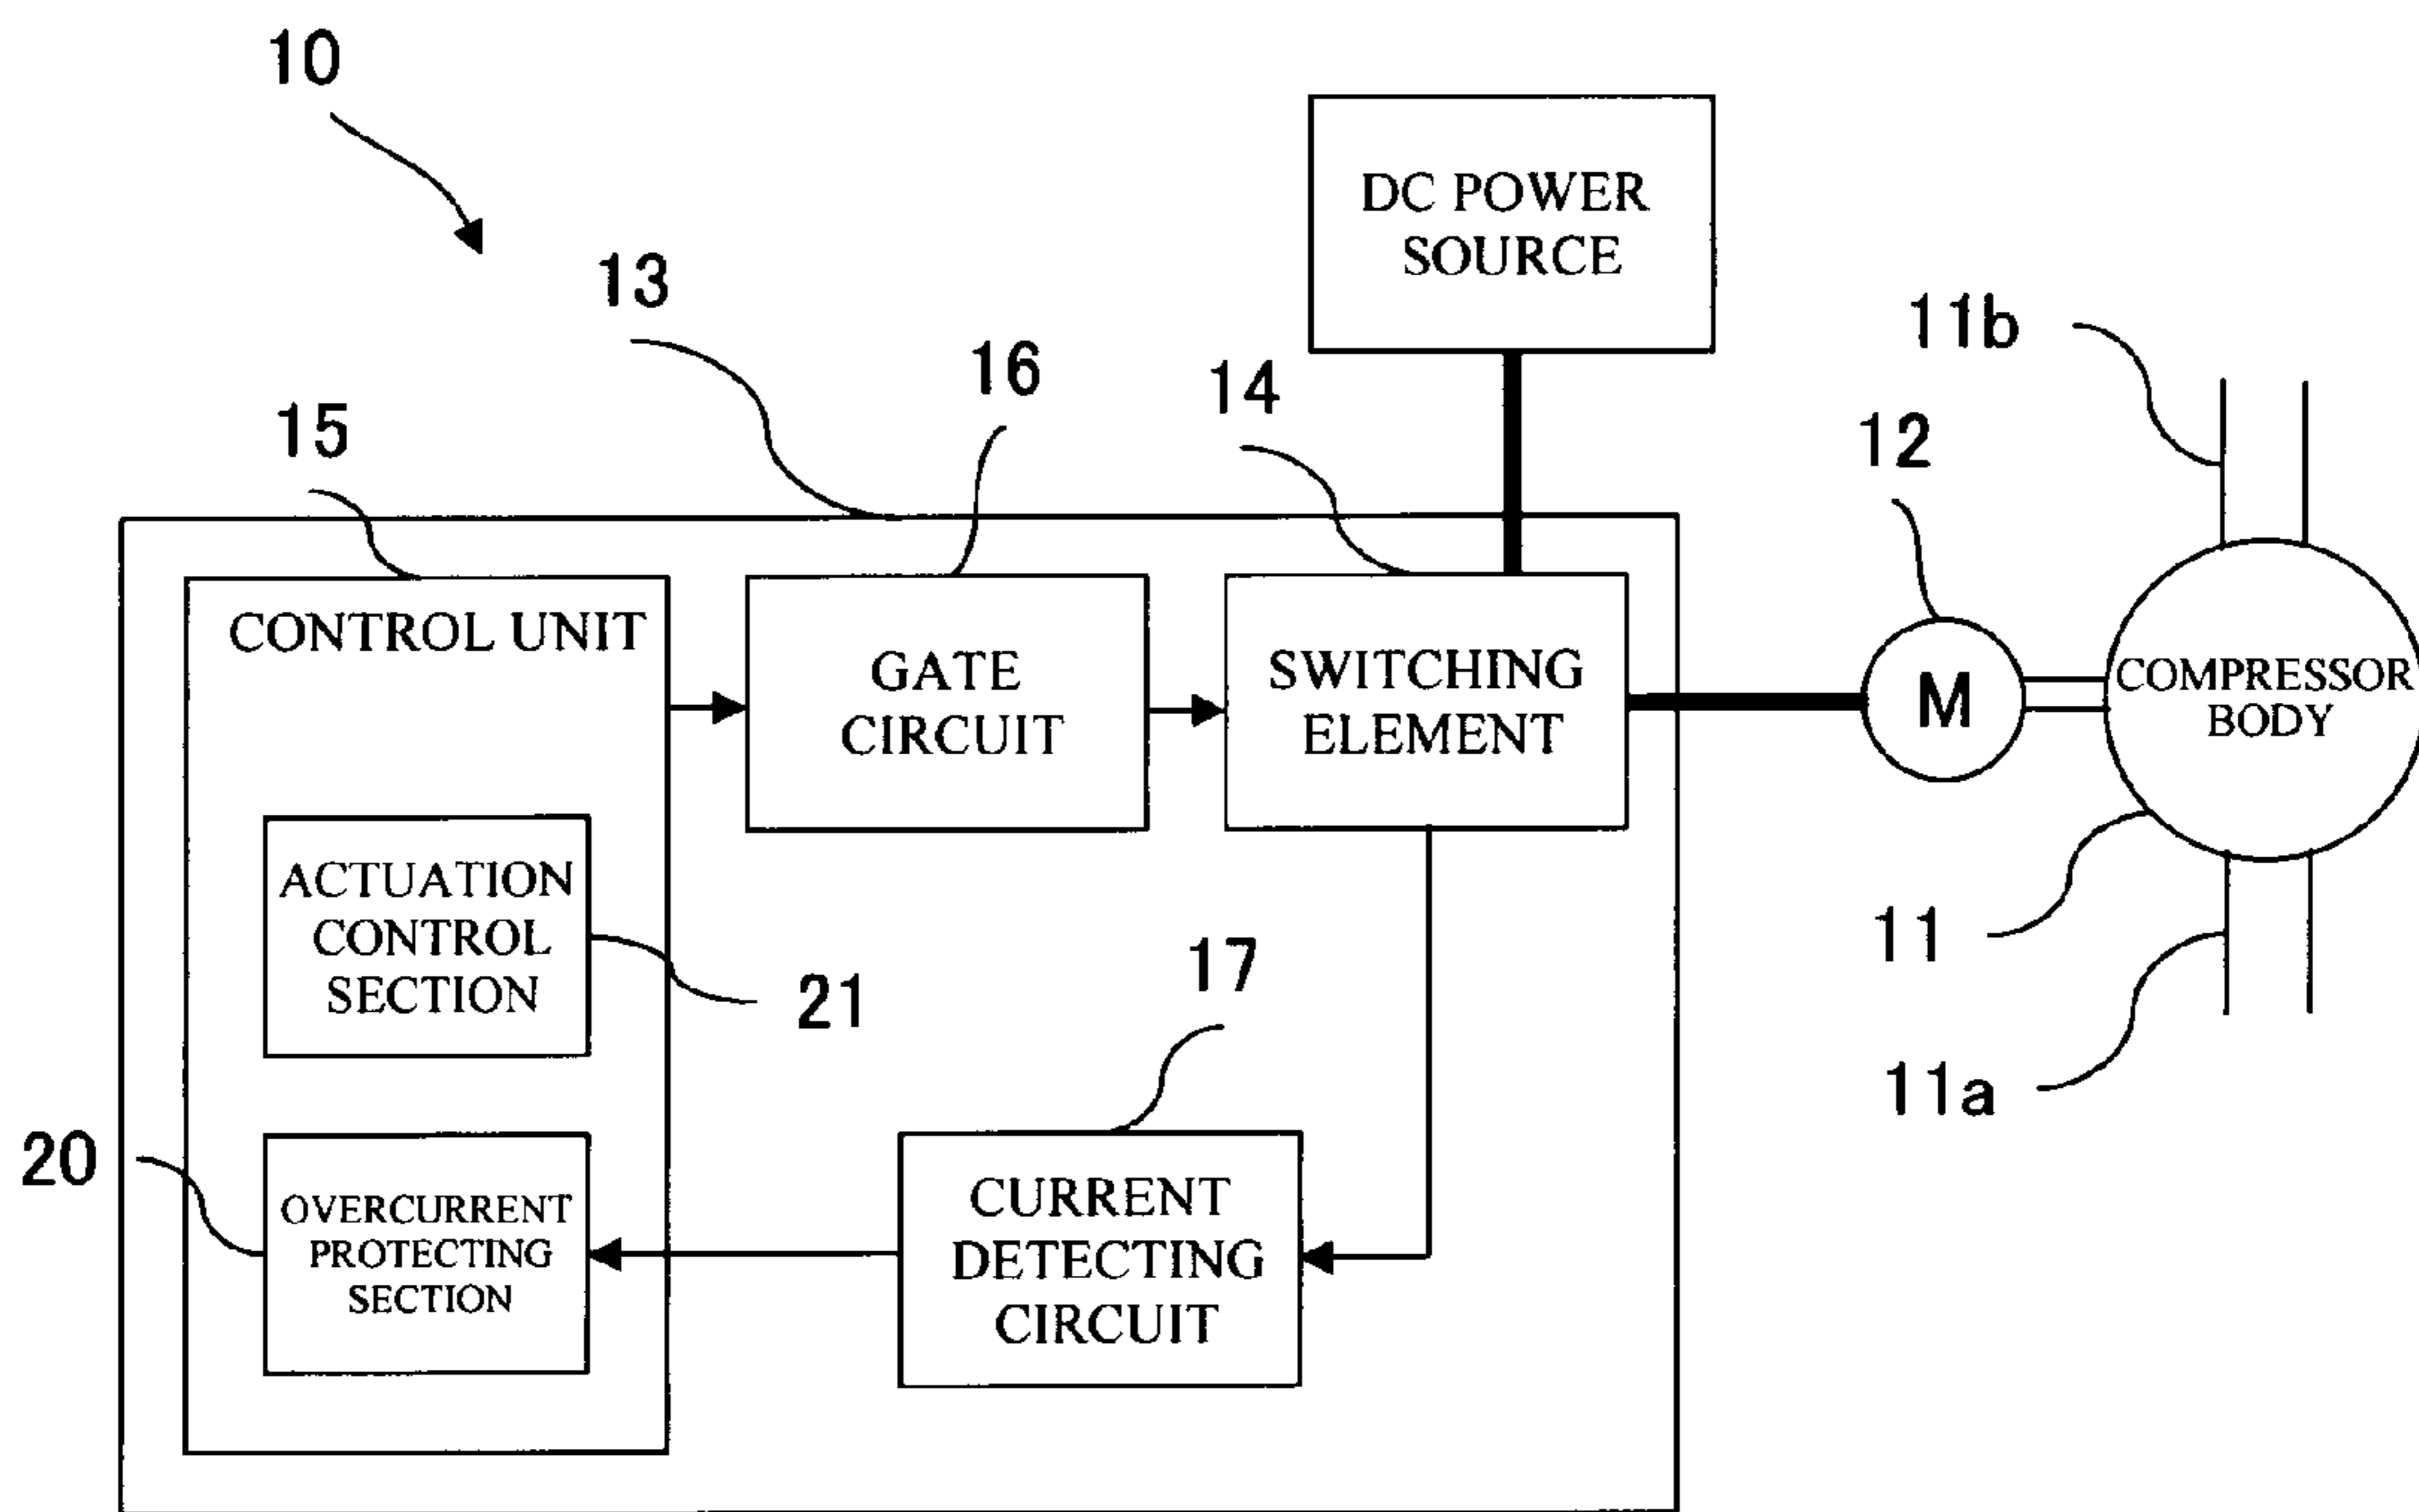 10
DC POWER
SOURCE
13
11b
16
14
15
12
CONTROL UNIT
GATE
CIRCUIT
SWITCHING
ELEMENT
M
COMPRESSOR
BODY
ACTUATION
CONTROL
SECTION
21
17
11
11a
20
OVERCURRENT
PROTECTING
SECTION
CURRENT
DETECTING
CIRCUIT